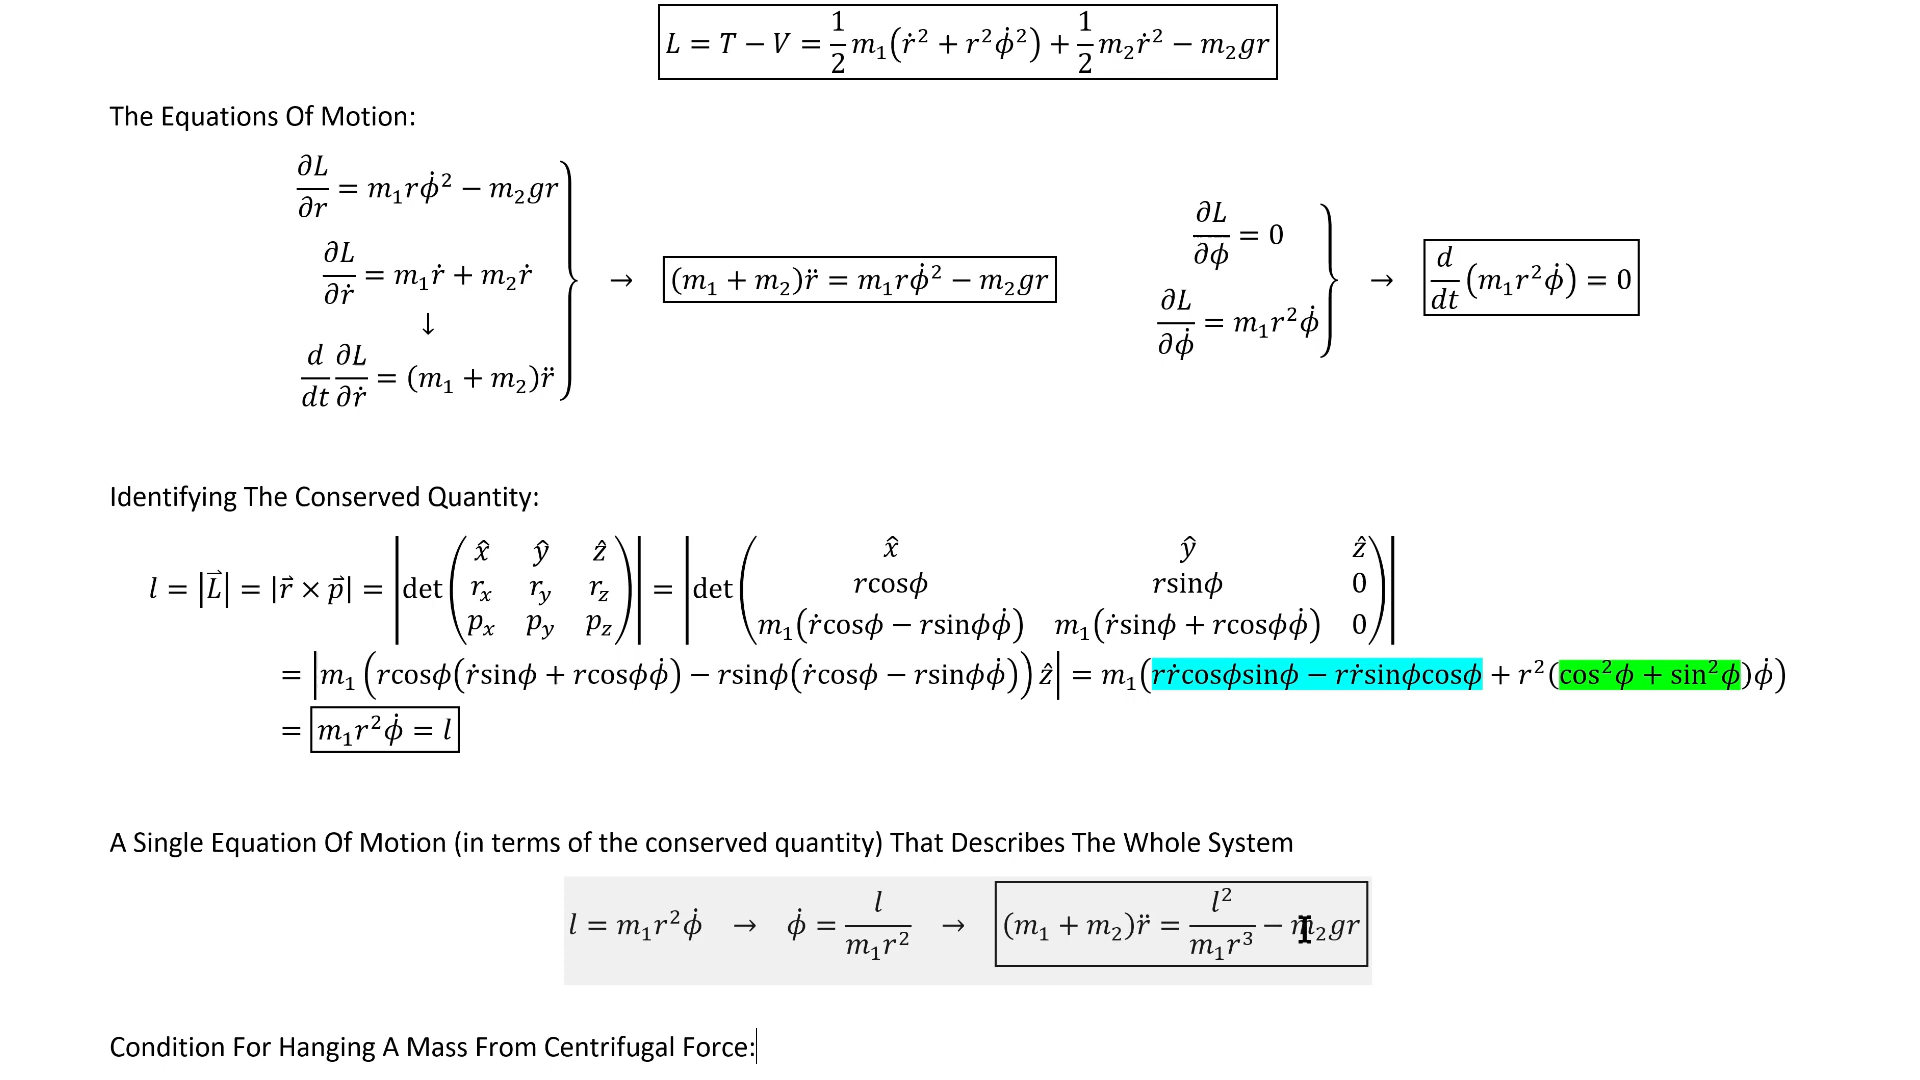 L = T − V = 1/2 m₁(ṙ² + r²ϕ̇²) + 1/2 m₂ṙ² − m₂gr
The Equations Of Motion:
∂L/∂r = m₁rϕ̇² − m₂gr
∂L/∂ṙ = m₁ṙ + m₂ṙ
↓
d/dt ∂L/∂ṙ = (m₁ + m₂)r̈
→ (m₁ + m₂)r̈ = m₁rϕ̇² − m₂gr
∂L/∂ϕ = 0
∂L/∂ϕ̇ = m₁r²ϕ̇
→ d/dt (m₁r²ϕ̇) = 0
Identifying The Conserved Quantity:
l = |L⃗| = |r⃗ × p⃗| = |det(x̂ ŷ ẑ; rₓ r_y r_z; pₓ p_y p_z)| = |det(x̂ ŷ ẑ; rcosϕ rsinϕ 0; m₁(ṙcosϕ − rsinϕϕ̇) m₁(ṙsinϕ + rcosϕϕ̇) 0)|
= |m₁(rcosϕ(ṙsinϕ + rcosϕϕ̇) − rsinϕ(ṙcosϕ − rsinϕϕ̇))ẑ| = m₁(rṙcosϕsinϕ − rṙsinϕcosϕ + r²(cos²ϕ + sin²ϕ)ϕ̇)
= m₁r²ϕ̇ = l
A Single Equation Of Motion (in terms of the conserved quantity) That Describes The Whole System
l = m₁r²ϕ̇ → ϕ̇ = l/(m₁r²) → (m₁ + m₂)r̈ = l²/(m₁r³) − m₂gr
Condition For Hanging A Mass From Centrifugal Force: